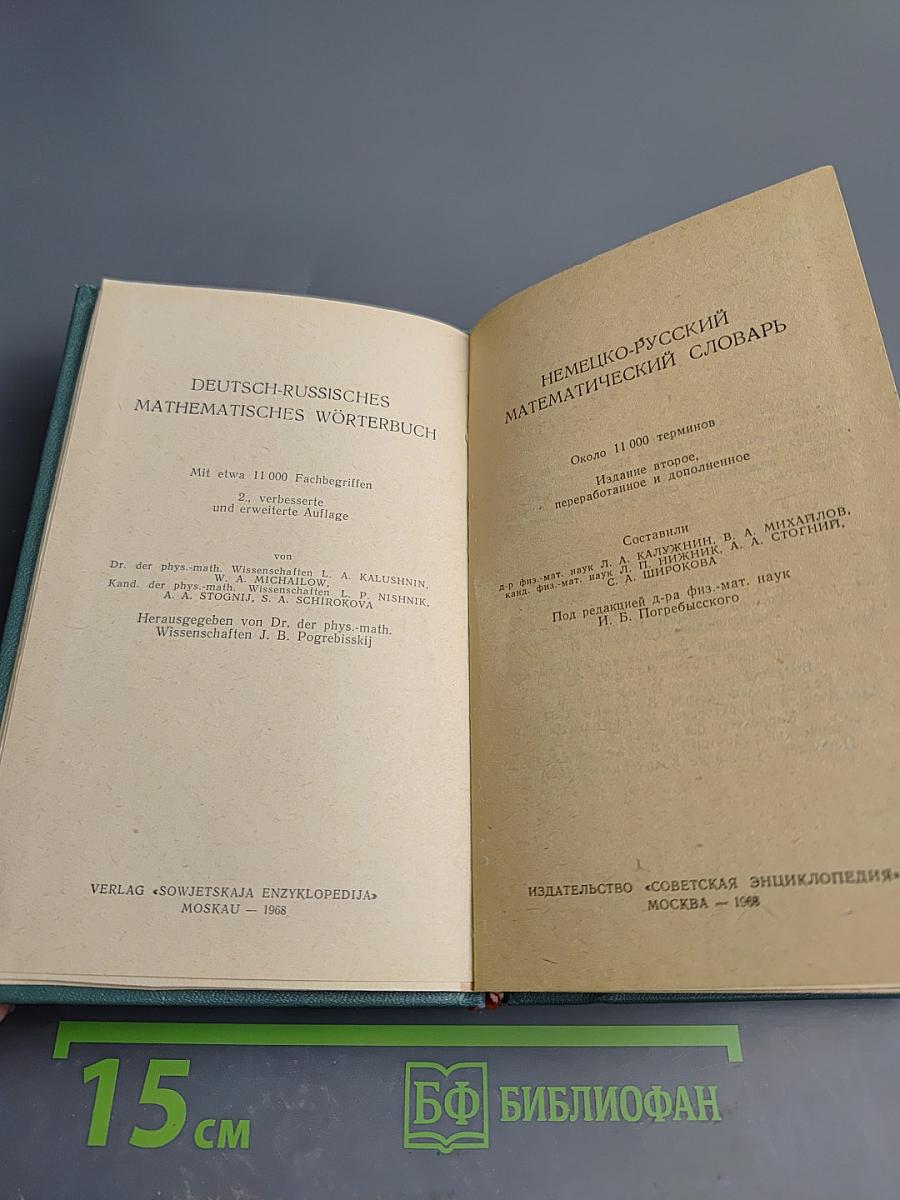 DEUTSCH-RUSSISCHES
MATHEMATISCHES WÖRTERBUCH
Mit etwa 11 000 Fachbegriffen
2., verbesserte
und erweiterte Auflage
von
Dr. der phys.-math. Wissenschaften L. A. KALUSHNIN,
W. A. MICHAILOW,
Kand. der phys.-math. Wissenschaften L. P. NISHNIK,
A. A. STOGNIJ, S. A. SCHIROKOVA
Herausgegeben von Dr. der phys.-math.
Wissenschaften J. B. Pogrebisskij
VERLAG «SOWJETSKAJA ENZYKLOPEDIJA»
MOSKAU — 1968
НЕМЕЦКО-РУССКИЙ
МАТЕМАТИЧЕСКИЙ СЛОВАРЬ
Около 11 000 терминов
Издание второе,
переработанное и дополненное
Составили
д-р физ.-мат. наук Л. А. КАЛУЖНИН, В. А. МИХАЙЛОВ,
канд. физ.-мат. наук Л. П. НИЖНИК, А. А. СТОГНИЙ,
С. А. ШИРОКОВА
Под редакцией д-ра физ.-мат. наук
И. Б. Погребысского
ИЗДАТЕЛЬСТВО «СОВЕТСКАЯ ЭНЦИКЛОПЕДИЯ»
МОСКВА — 1968
15 см
БФ БИБЛИОФАН